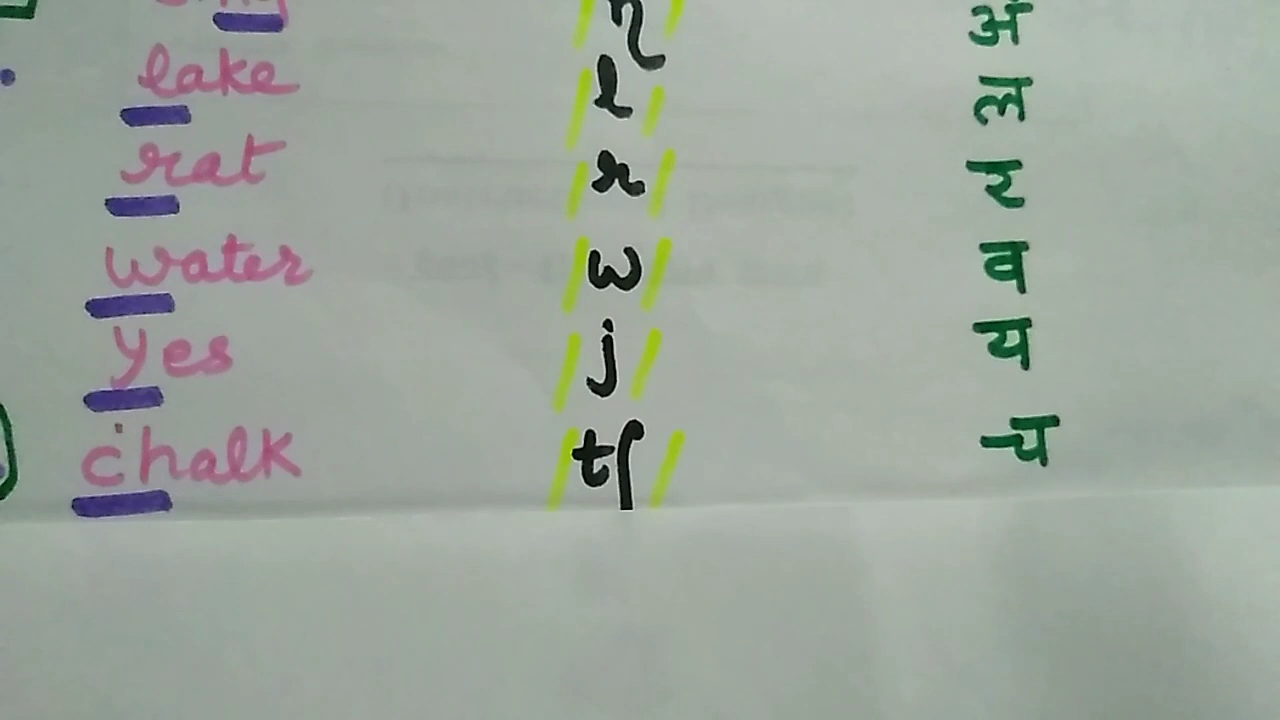 /ŋ/ अं
lake /l/ ल
rat /r/ र
water /w/ व
yes /j/ य
chalk /tʃ/ च